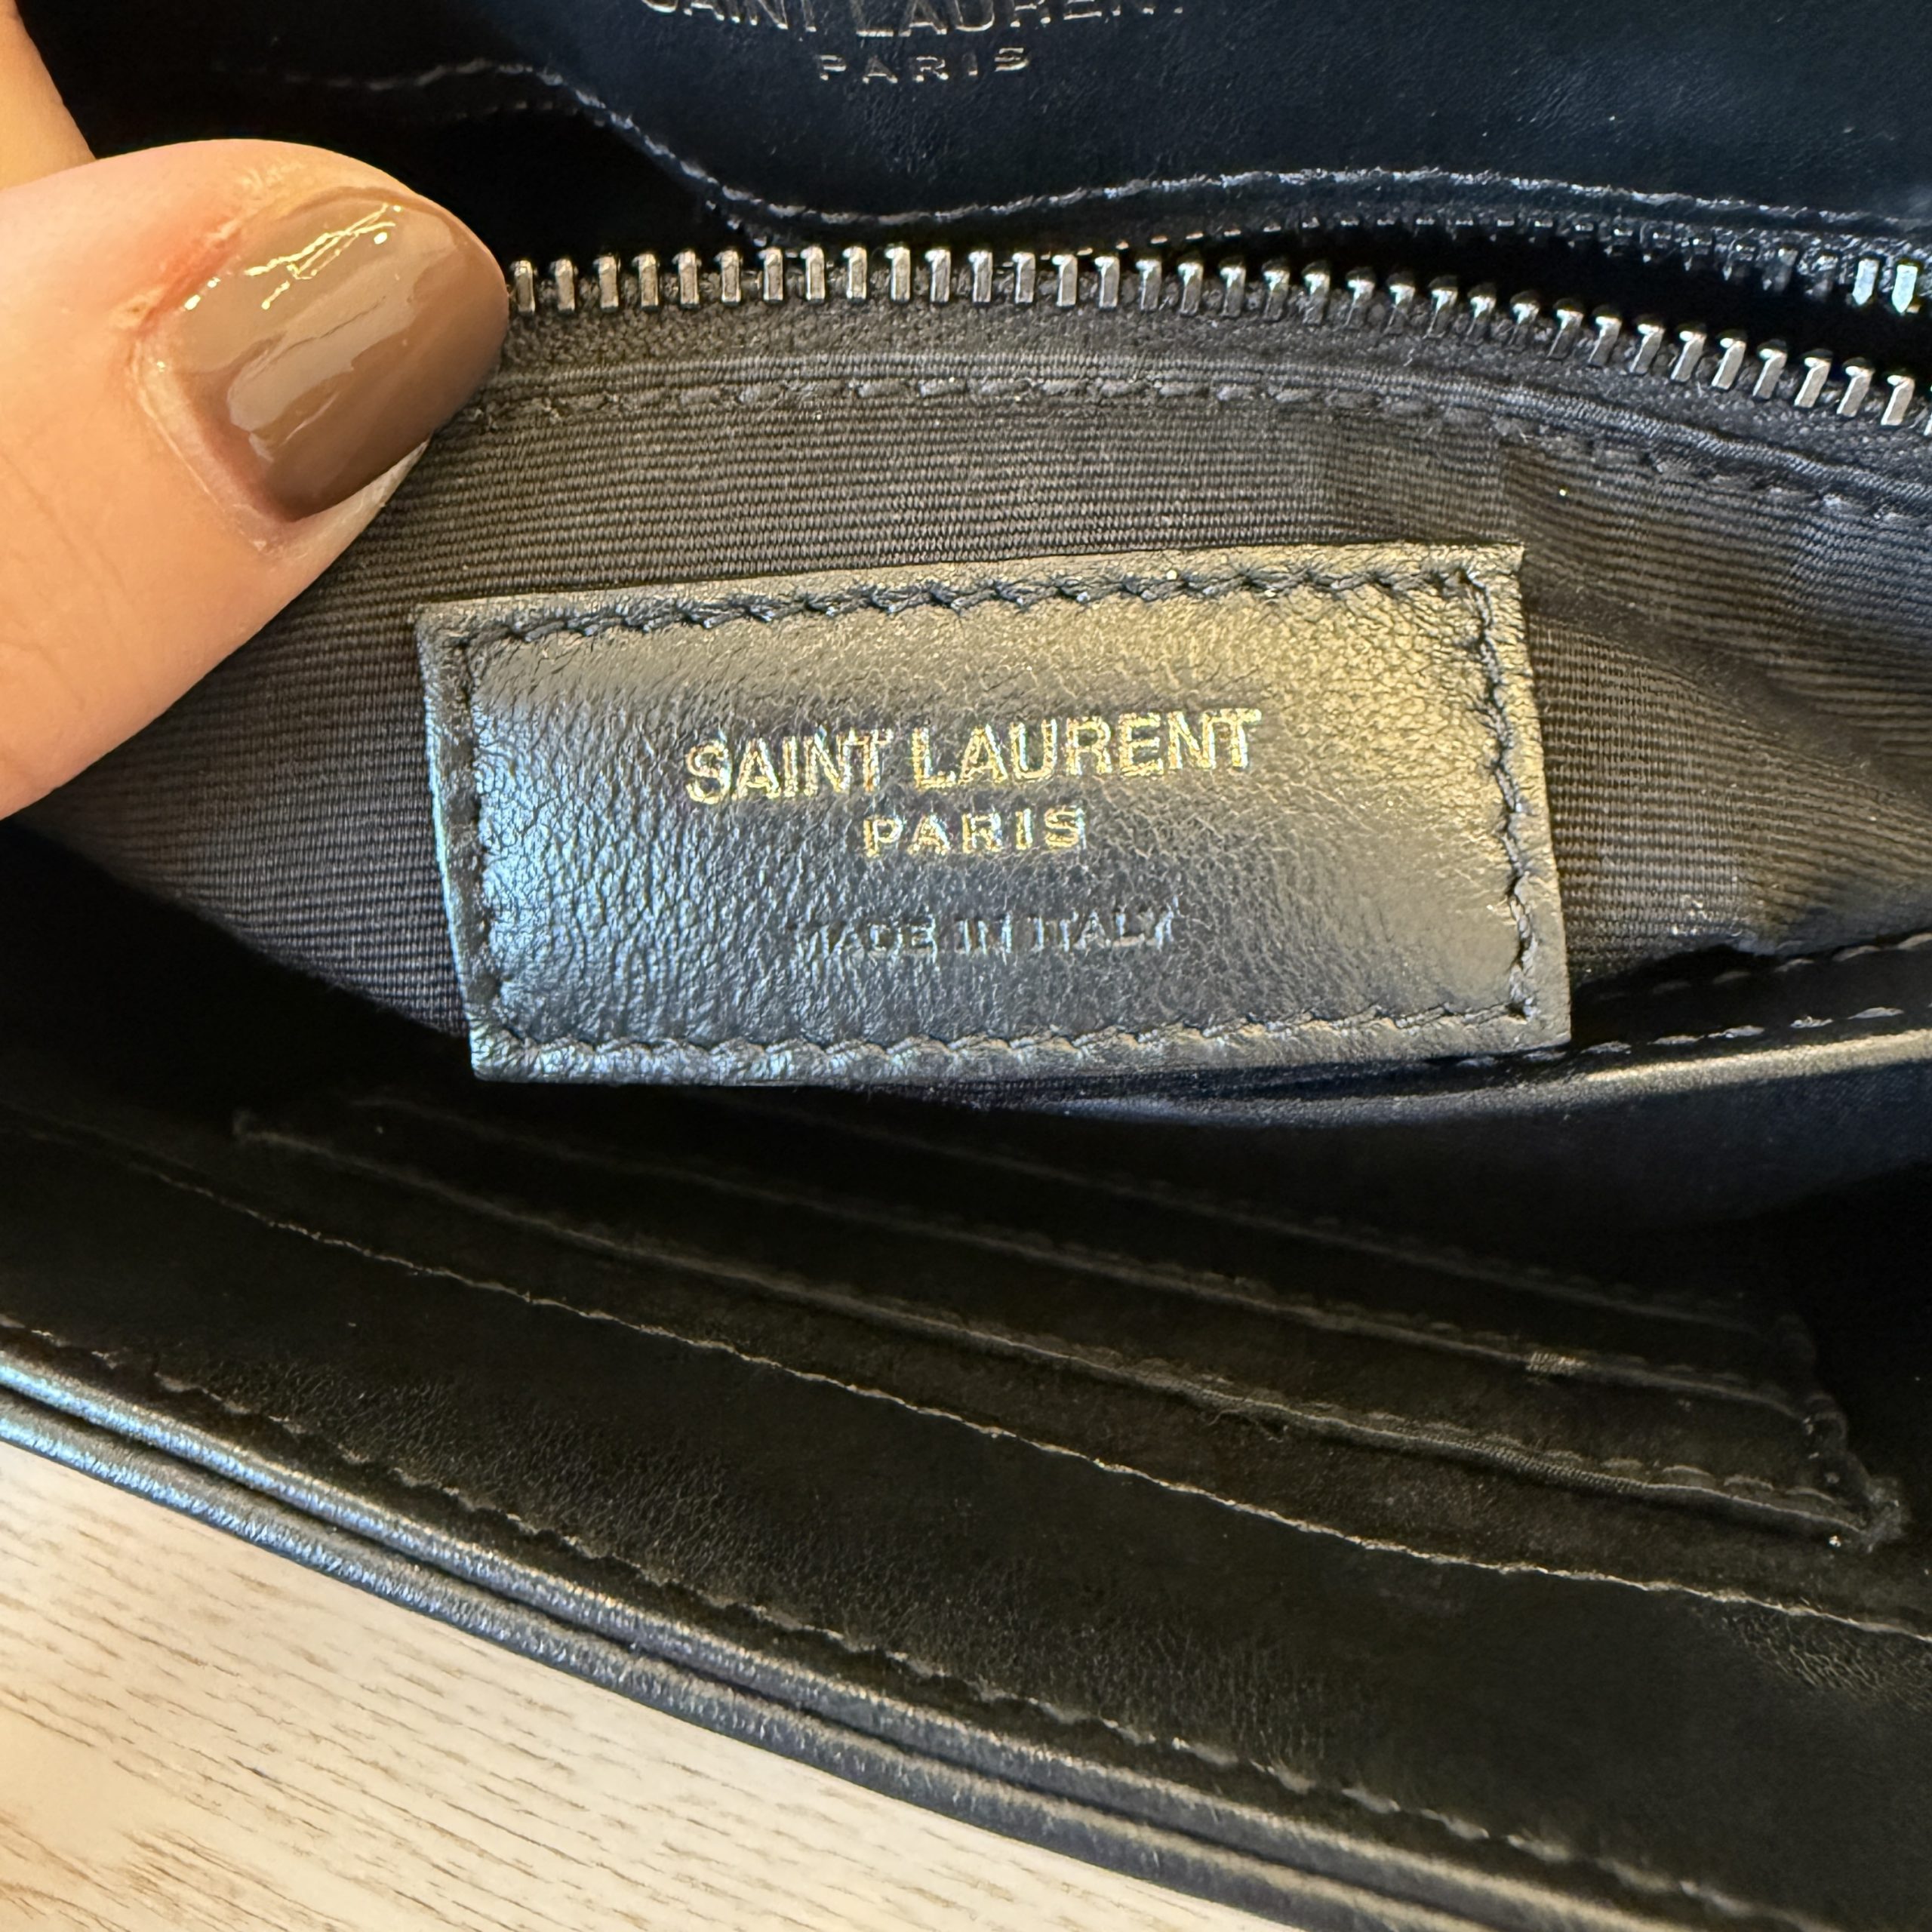 SAINT LAURENT
PARIS
SAINT LAURENT
PARIS
MADE IN ITALY